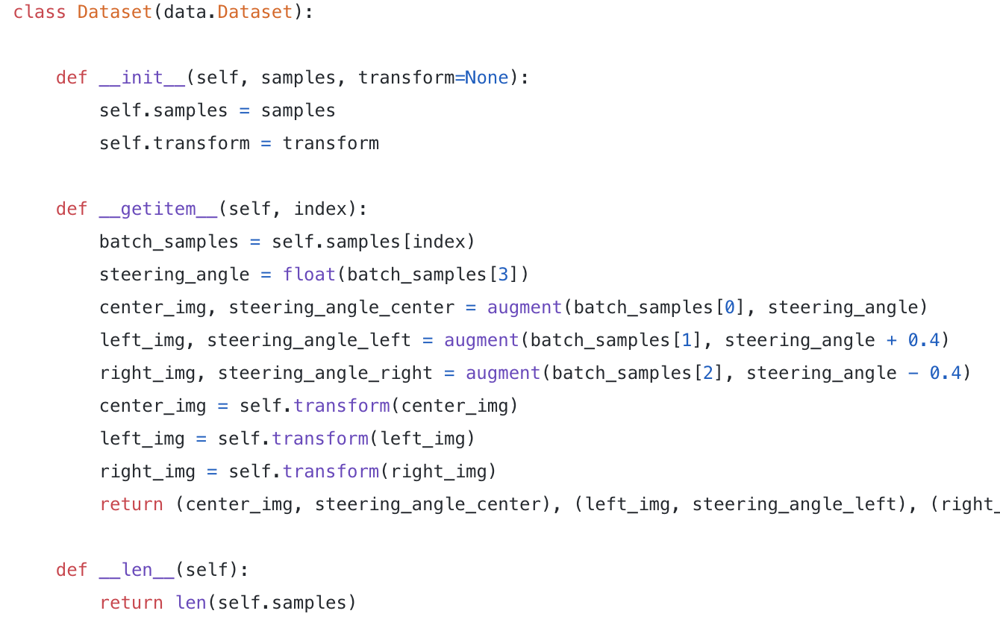 class Dataset(data.Dataset):
def __init__(self, samples, transform=None):
self.samples = samples
self.transform = transform
def __getitem__(self, index):
batch_samples = self.samples[index]
steering_angle = float(batch_samples[3])
center_img, steering_angle_center = augment(batch_samples[0], steering_angle)
left_img, steering_angle_left = augment(batch_samples[1], steering_angle + 0.4)
right_img, steering_angle_right = augment(batch_samples[2], steering_angle - 0.4)
center_img = self.transform(center_img)
left_img = self.transform(left_img)
right_img = self.transform(right_img)
return (center_img, steering_angle_center), (left_img, steering_angle_left), (right_
def __len__(self):
return len(self.samples)